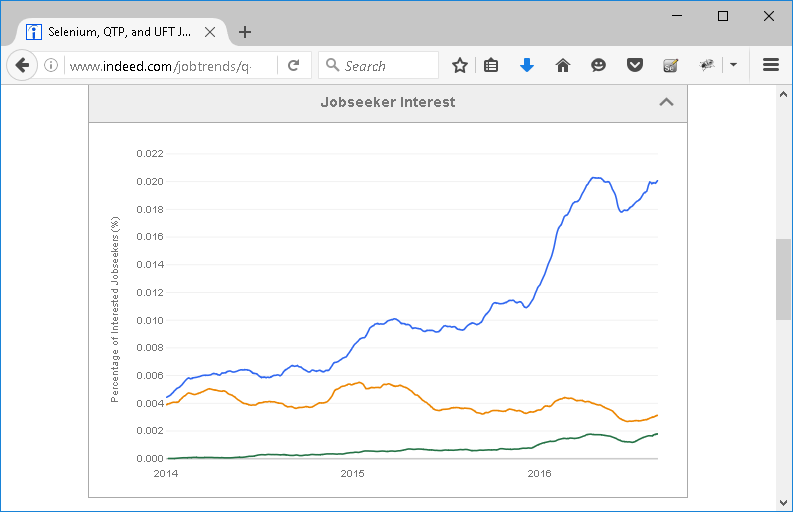 Selenium, QTP, and UFT J...
www.indeed.com/jobtrends/q-
Search
Jobseeker Interest
Percentage of Interested Jobseekers (%)
0.022
0.020
0.018
0.016
0.014
0.012
0.010
0.008
0.006
0.004
0.002
0.000
2014 2015 2016